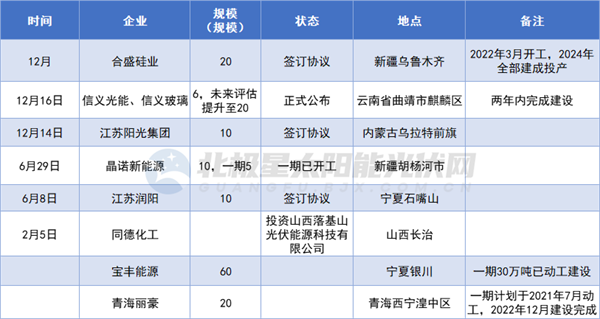 时间 企业 规模 状态 地点 备注
（规模）
12月 合盛硅业 20 签订协议 新疆乌鲁木齐 2022年3月开工，2024年
全部建成投产
12月16日 信义光能、信义玻璃 6，未来评估 正式公布 云南省曲靖市麒麟区 两年内完成建设
提升至20
12月14日 江苏阳光集团 10 签订协议 内蒙古乌拉特前旗
6月29日 晶诺新能源 10，一期5 一期已开工 新疆胡杨河市
6月8日 江苏润阳 10 签订协议 宁夏石嘴山
2月5日 同德化工 投资山西落基山 山西长治
光伏能源科技有
限公司
宝丰能源 60 宁夏银川 一期30万吨已动工建设
青海丽豪 20 青海西宁湟中区 一期计划于2021年7月动
工，2022年12月建设完成
北极星太阳能光伏网
GUANGFU.BJX.COM.CN